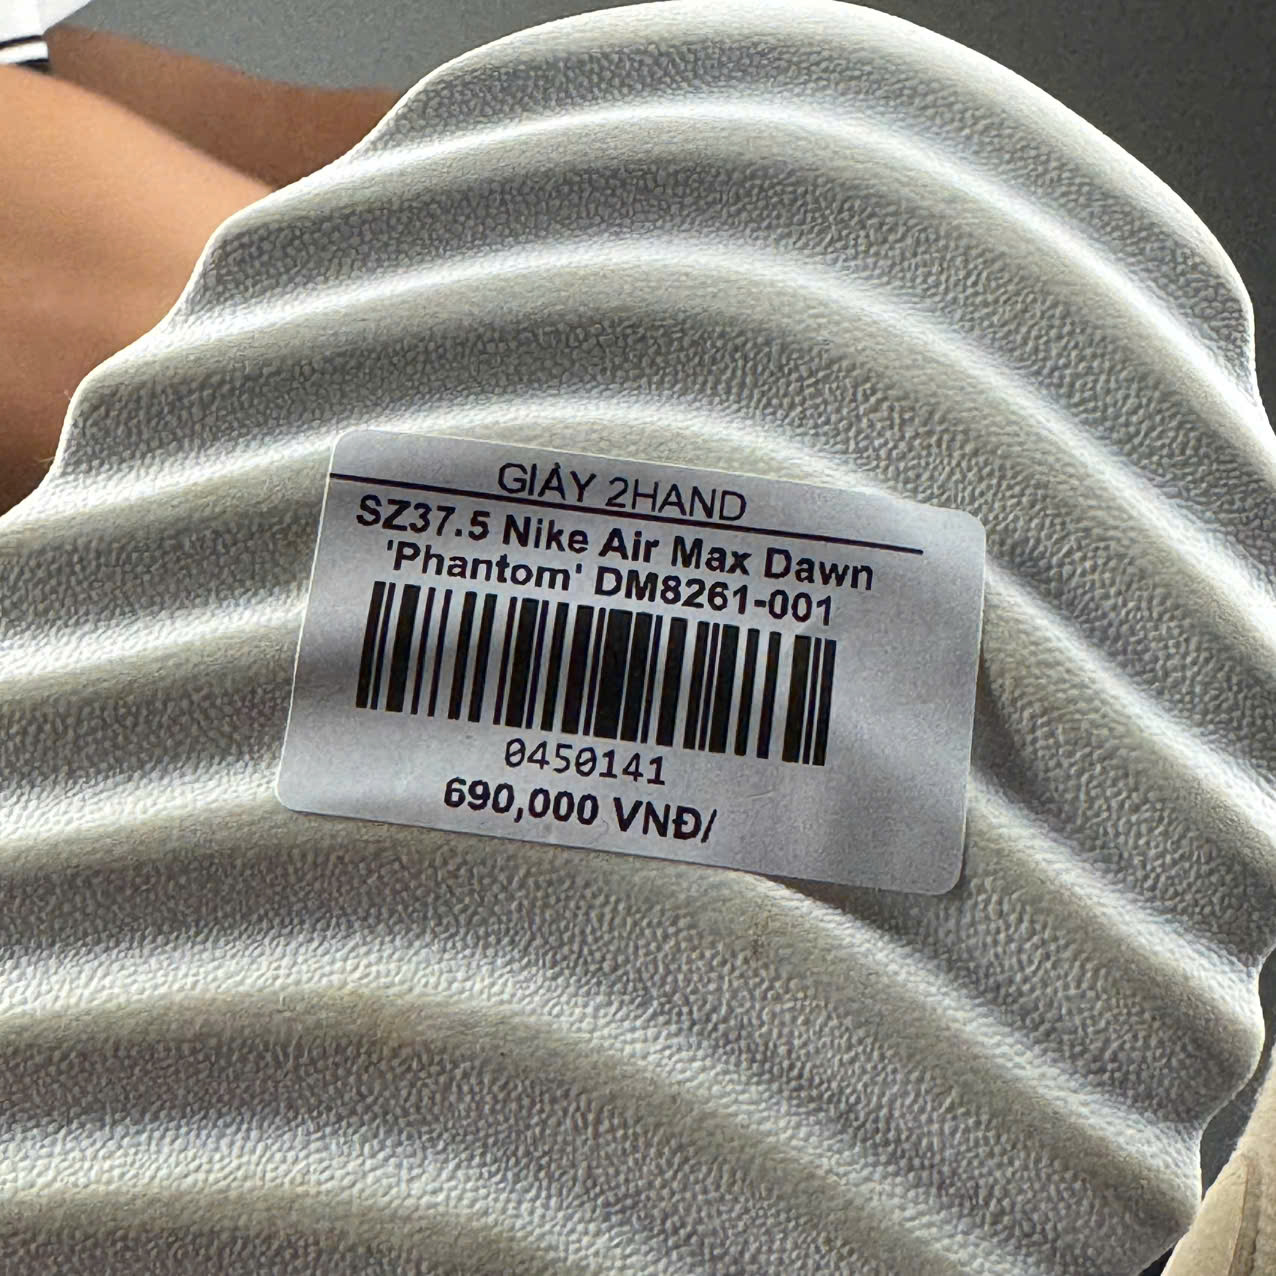 GIÀY 2HAND
SZ37.5 Nike Air Max Dawn
'Phantom' DM8261-001
0450141
690,000 VNĐ/